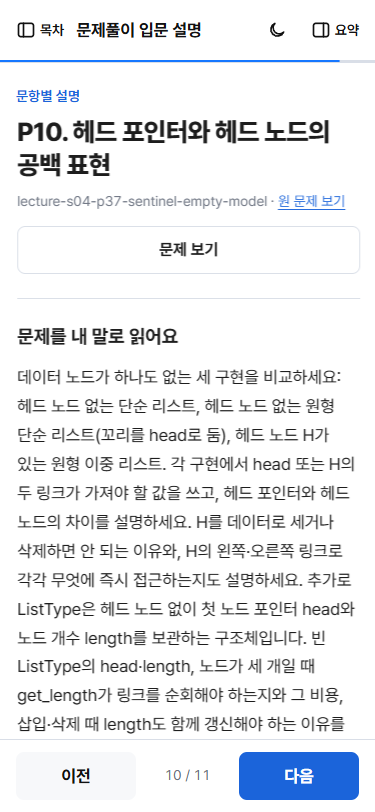 목차 문제풀이 입문 설명 요약
문항별 설명
P10. 헤드 포인터와 헤드 노드의
공백 표현
lecture-s04-p37-sentinel-empty-model · 원 문제 보기
문제 보기
문제를 내 말로 읽어요
데이터 노드가 하나도 없는 세 구현을 비교하세요:
헤드 노드 없는 단순 리스트, 헤드 노드 없는 원형
단순 리스트(꼬리를 head로 둠), 헤드 노드 H가
있는 원형 이중 리스트. 각 구현에서 head 또는 H의
두 링크가 가져야 할 값을 쓰고, 헤드 포인터와 헤드
노드의 차이를 설명하세요. H를 데이터로 세거나
삭제하면 안 되는 이유와, H의 왼쪽·오른쪽 링크로
각각 무엇에 즉시 접근하는지도 설명하세요. 추가로
ListType은 헤드 노드 없이 첫 노드 포인터 head와
노드 개수 length를 보관하는 구조체입니다. 빈
ListType의 head·length, 노드가 세 개일 때
get_length가 링크를 순회해야 하는지와 그 비용,
삽입·삭제 때 length도 함께 갱신해야 하는 이유를
이전 10 / 11 다음